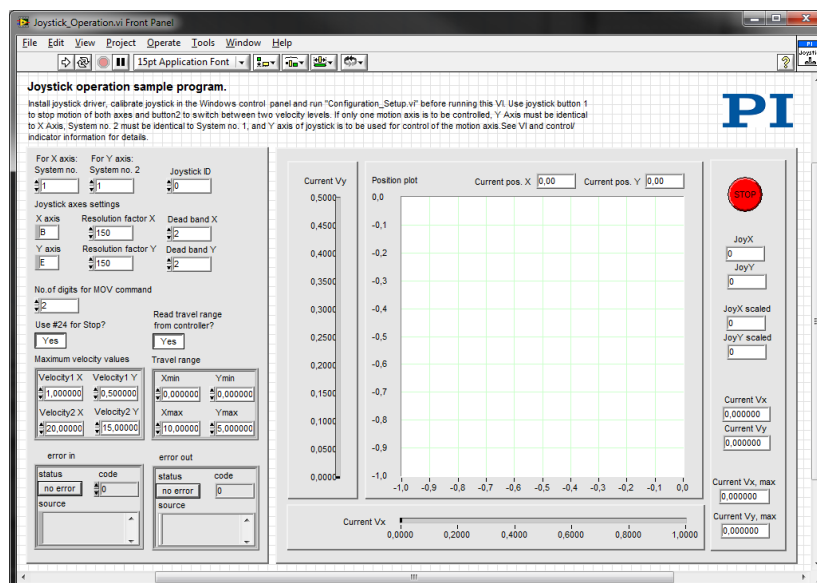 Joystick_Operation.vi Front Panel
File Edit View Project Operate Tools Window Help
15pt Application Font
?
PI
Joystick operation sample program.
Install joystick driver, calibrate joystick in the Windows control panel and run "Configuration_Setup.vi" before running this VI. Use joystick button 1
to stop motion of both axes and button2 to switch between two velocity levels. If only one motion axis is to be controlled, Y Axis must be identical
to X Axis, System no. 2 must be identical to System no. 1, and Y axis of joystick is to be used for control of the motion axis.See VI and control/
indicator information for details.
PI
For X axis: For Y axis:
System no. System no. 2 Joystick ID
1 1 0
Joystick axes settings
X axis Resolution factor X Dead band X
B 150 2
Y axis Resolution factor Y Dead band Y
E 150 2
No.of digits for MOV command
2
Use #24 for Stop? Read travel range
from controller?
Yes Yes
Maximum velocity values Travel range
Velocity1 X Velocity1 Y Xmin Ymin
1,000000 0,500000 0,000000 0,000000
Velocity2 X Velocity2 Y Xmax Ymax
20,00000 15,00000 10,00000 5,000000
error in error out
status code status code
no error 0 no error 0
source source
Current Vy
0,5000
0,4500
0,4000
0,3500
0,3000
0,2500
0,2000
0,1500
0,1000
0,0500
0,0000
Position plot Current pos. X 0,00 Current pos. Y 0,00
0,0
-0,1
-0,2
-0,3
-0,4
-0,5
-0,6
-0,7
-0,8
-0,9
-1,0
-1,0 -0,9 -0,8 -0,7 -0,6 -0,5 -0,4 -0,3 -0,2 -0,1 0,0
Current Vx
0,0000 0,2000 0,4000 0,6000 0,8000 1,0000
STOP
JoyX
0
JoyY
0
JoyX scaled
0
JoyY scaled
0
Current Vx
0,000000
Current Vy
0,000000
Current Vx, max
0,000000
Current Vy, max
0,000000